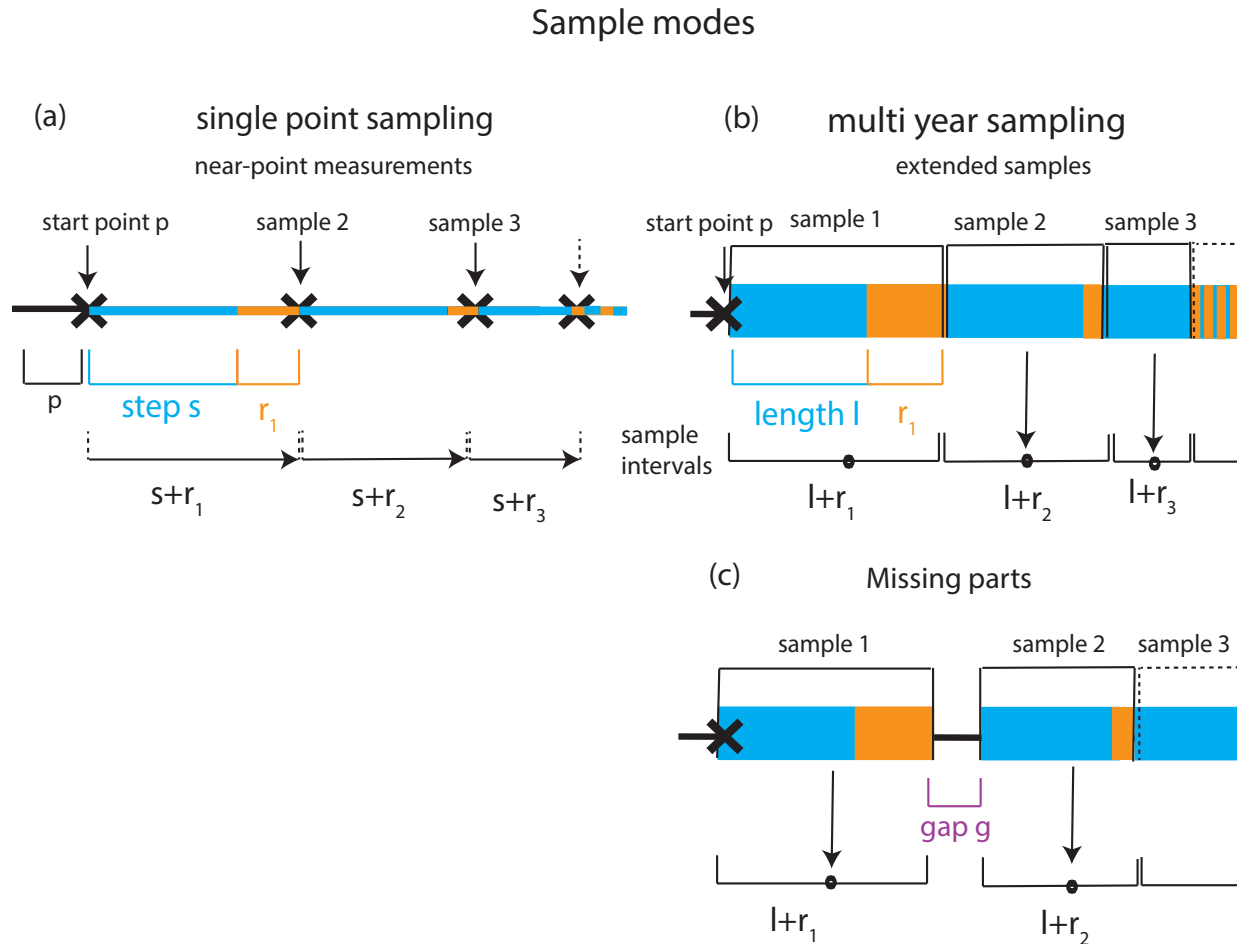 Sample modes
(a) single point sampling
near-point measurements
start point p
sample 2
sample 3
p
step s
r1
s+r1
s+r2
s+r3
(b) multi year sampling
extended samples
start point p
sample 1
sample 2
sample 3
length l
r1
sample
intervals
l+r1
l+r2
l+r3
(c) Missing parts
sample 1
sample 2
sample 3
gap g
l+r1
l+r2